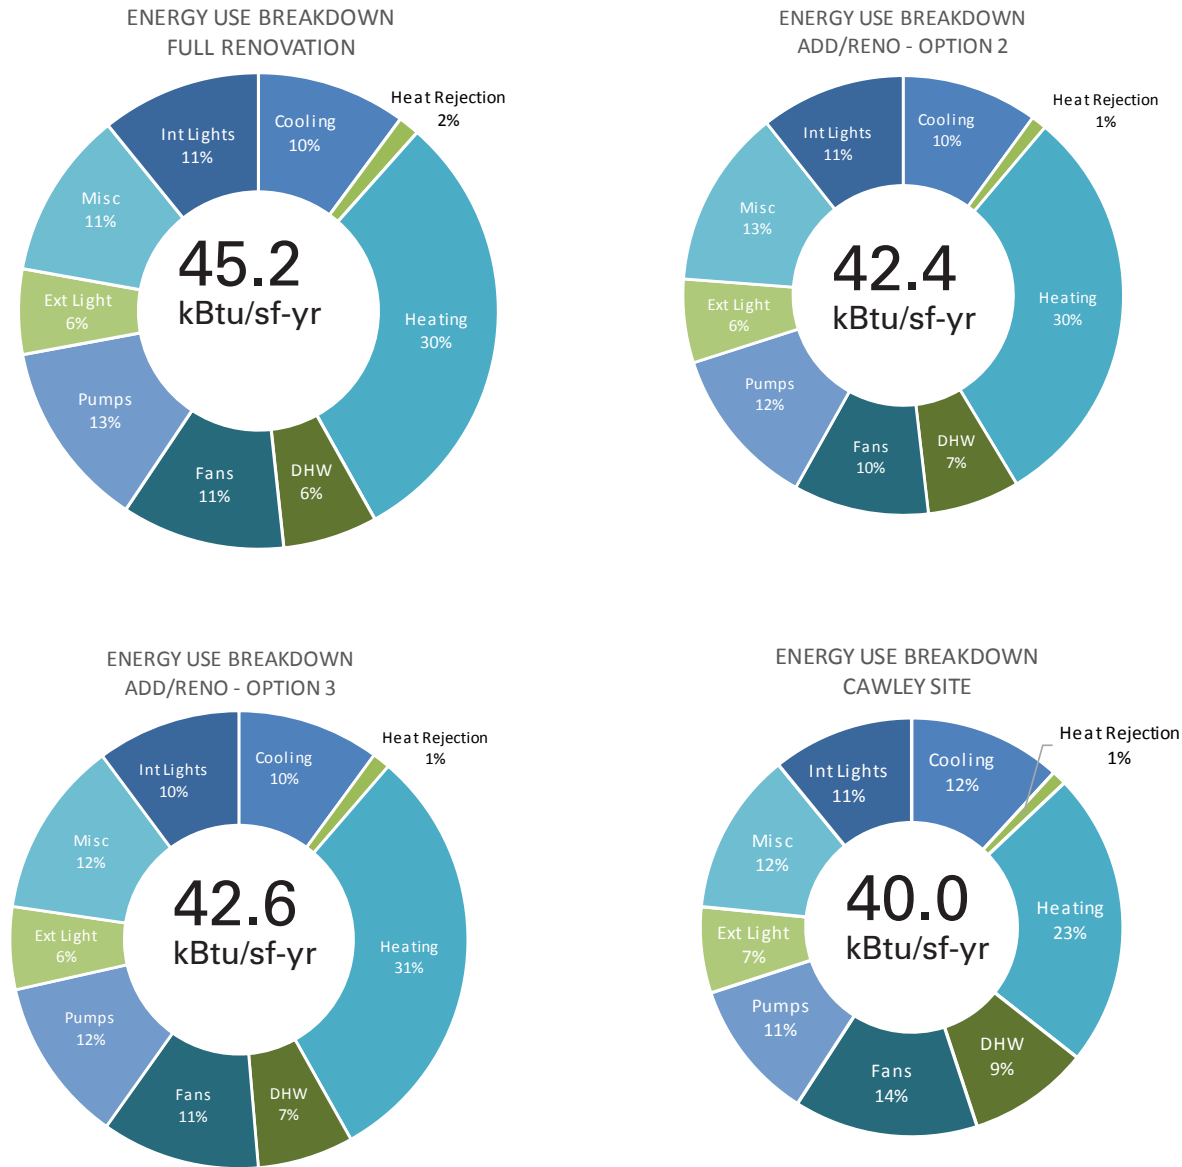 ENERGY USE BREAKDOWN
FULL RENOVATION
Cooling
10%
Heat Rejection
2%
Heating
30%
DHW
6%
Fans
11%
Pumps
13%
Ext Light
6%
Misc
11%
Int Lights
11%
45.2
kBtu/sf-yr
ENERGY USE BREAKDOWN
ADD/RENO - OPTION 2
Cooling
10%
Heat Rejection
1%
Heating
30%
DHW
7%
Fans
10%
Pumps
12%
Ext Light
6%
Misc
13%
Int Lights
11%
42.4
kBtu/sf-yr
ENERGY USE BREAKDOWN
ADD/RENO - OPTION 3
Cooling
10%
Heat Rejection
1%
Heating
31%
DHW
7%
Fans
11%
Pumps
12%
Ext Light
6%
Misc
12%
Int Lights
10%
42.6
kBtu/sf-yr
ENERGY USE BREAKDOWN
CAWLEY SITE
Cooling
12%
Heat Rejection
1%
Heating
23%
DHW
9%
Fans
14%
Pumps
11%
Ext Light
7%
Misc
12%
Int Lights
11%
40.0
kBtu/sf-yr